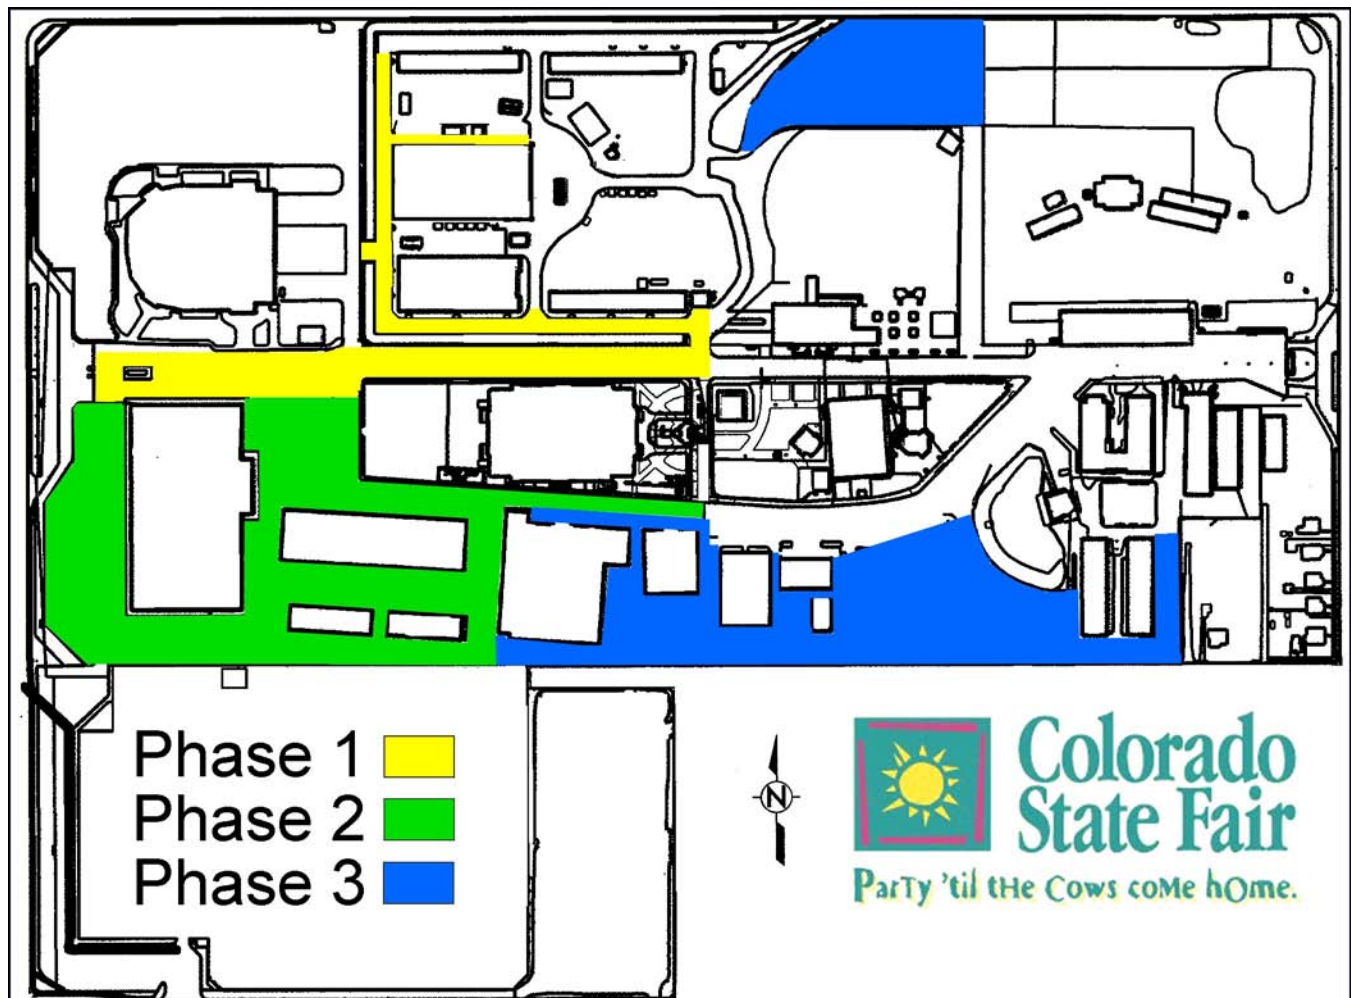 Phase 1
Phase 2
Phase 3
N
Colorado
State Fair
ParTy 'til tHe Cows coMe hOme.